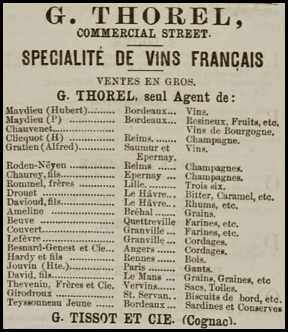 G. THOREL,
COMMERCIAL STREET.
SPECIALITÉ DE VINS FRANÇAIS
VENTES EN GROS.
G. THOREL, seul Agent de:
Maydieu (Hubert).......... Bordeaux... Vins.
Maydieu (P) .......... Bordeaux... Resineux, Fruits, etc.
Chauvenet.......... Vins de Bourgogne.
Clicquot (H) .......... Reims ...... Champagne.
Gratien (Alfred).......... Saumur et Vins.
Epernay.
Roden-Nëyen .......... Reims ...... Champagnes.
Chaurey, fils.......... Epernay ... Champagnes.
Rommel, frères .......... Lille......... Trois six.
Drouet .......... Le Hâvre... Bitter, Caramel, etc.
Davioud, fils.......... Le Hâvre... Rhums, etc.
Ameline .......... Bréhal ...... Grains.
Beuve .......... Quettreville Farines, etc.
Couvert.......... Granville ... Farines, etc.
Lefèvre .......... Granville ... Cordages.
Besnard-Genest et Cie... Angers ...... Cordages.
Hardy et fils .......... Rennes ...... Bois.
Jouvin (Hte.).......... Paris ......... Gants.
David, fils.......... Le Mans ... Grains, Graines, etc
Thevenin, Frères et Cie. Vervins...... Sacs, Toiles.
Girodroux .......... St. Servan.. Biscuits de bord, etc.
Teyssonneau Jeune ...... Bordeaux... Sardines et Conserves
G. TISSOT ET CIE. (Cognac).